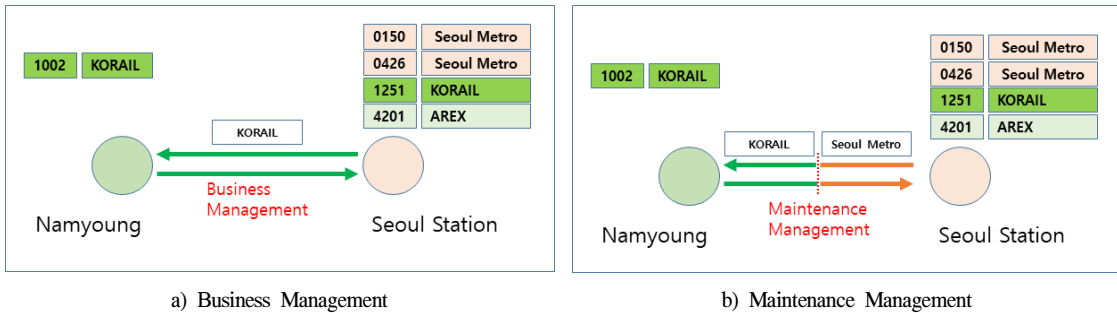 1002 KORAIL
0150 Seoul Metro
0426 Seoul Metro
1251 KORAIL
4201 AREX
KORAIL
Business
Management
Namyoung
Seoul Station
a) Business Management
1002 KORAIL
0150 Seoul Metro
0426 Seoul Metro
1251 KORAIL
4201 AREX
KORAIL
Seoul Metro
Maintenance
Management
Namyoung
Seoul Station
b) Maintenance Management